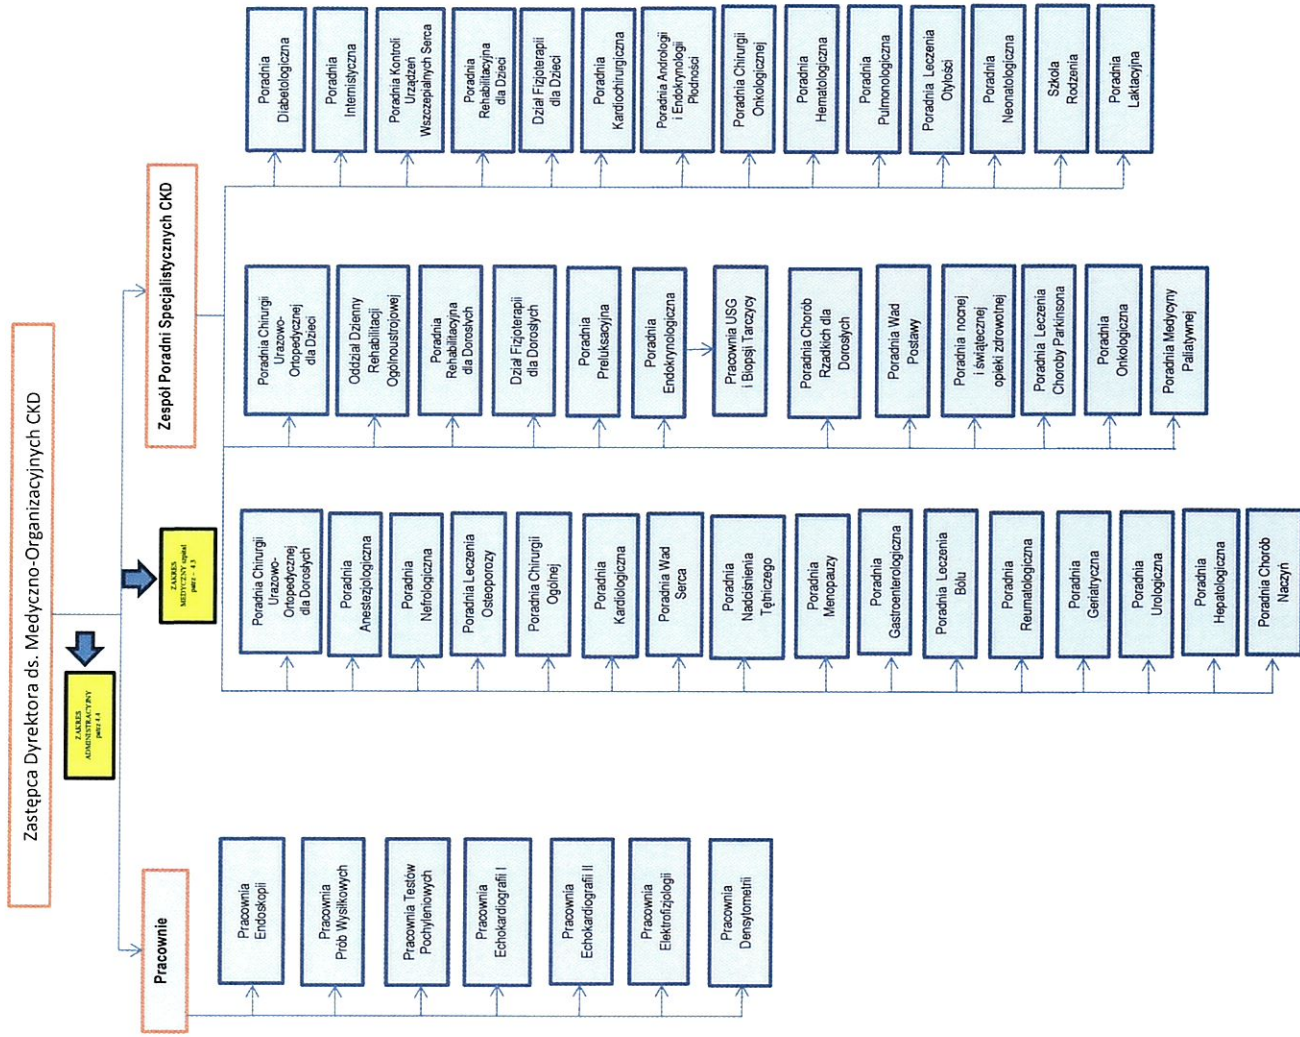 Zastępca Dyrektora ds. Medyczno-Organizacyjnych CKD
ZAKRES
ADMINISTRACYJNY
patrz 4.4
ZAKRES
MEDYCZNY szpital
patrz - 4.3
Pracownie
Pracownia
Endoskopii
Pracownia
Prób Wysiłkowych
Pracownia Testów
Pochyleniowych
Pracownia
Echokardiografii I
Pracownia
Echokardiografii II
Pracownia
Elektrofizjologii
Pracownia
Densytometrii
Zespół Poradni Specjalistycznych CKD
Poradnia Chirurgii
Urazowo-
Ortopedycznej
dla Dorosłych
Poradnia
Anestezjologiczna
Poradnia
Nefrologiczna
Poradnia Leczenia
Osteoporozy
Poradnia Chirurgii
Ogólnej
Poradnia
Kardiologiczna
Poradnia Wad
Serca
Poradnia
Nadciśnienia
Tętniczego
Poradnia
Menopauzy
Poradnia
Gastroenterologiczna
Poradnia Leczenia
Bólu
Poradnia
Reumatologiczna
Poradnia
Geriatryczna
Poradnia
Urologiczna
Poradnia
Hepatologiczna
Poradnia Chorób
Naczyń
Poradnia Chirurgii
Urazowo-
Ortopedycznej
dla Dzieci
Oddział Dzienny
Rehabilitacji
Ogólnoustrojowej
Poradnia
Rehabilitacyjna
dla Dorosłych
Dział Fizjoterapii
dla Dorosłych
Poradnia
Preluksacyjna
Poradnia
Endokrynologiczna
Pracownia USG
i Biopsji Tarczycy
Poradnia Chorób
Rzadkich dla
Dorosłych
Poradnia Wad
Postawy
Poradnia nocnej
i świątecznej
opieki zdrowotnej
Poradnia Leczenia
Choroby Parkinsona
Poradnia
Onkologiczna
Poradnia Medycyny
Paliatywnej
Poradnia
Diabetologiczna
Poradnia
Internistyczna
Poradnia Kontroli
Urządzeń
Wszczepialnych Serca
Poradnia
Rehabilitacyjna
dla Dzieci
Dział Fizjoterapii
dla Dzieci
Poradnia
Kardiochirurgiczna
Poradnia Andrologii
i Endokrynologii
Płodności
Poradnia Chirurgii
Onkologicznej
Poradnia
Hematologiczna
Poradnia
Pulmonologiczna
Poradnia Leczenia
Otyłości
Poradnia
Neonatologiczna
Szkoła
Rodzenia
Poradnia
Laktacyjna